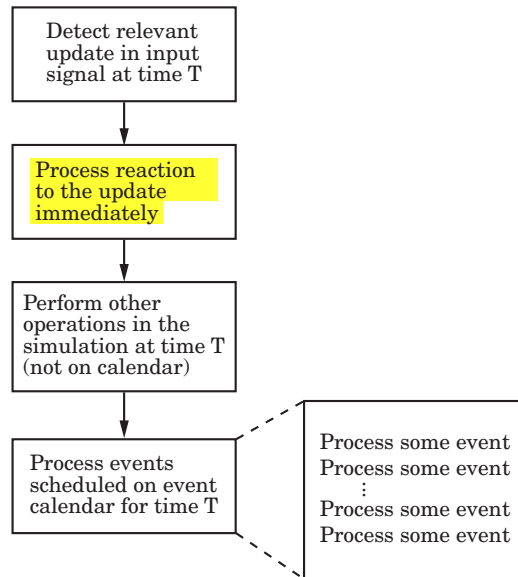 Detect relevant
update in input
signal at time T
Process reaction
to the update
immediately
Perform other
operations in the
simulation at time T
(not on calendar)
Process events
scheduled on event
calendar for time T
Process some event
Process some event
⋮
Process some event
Process some event